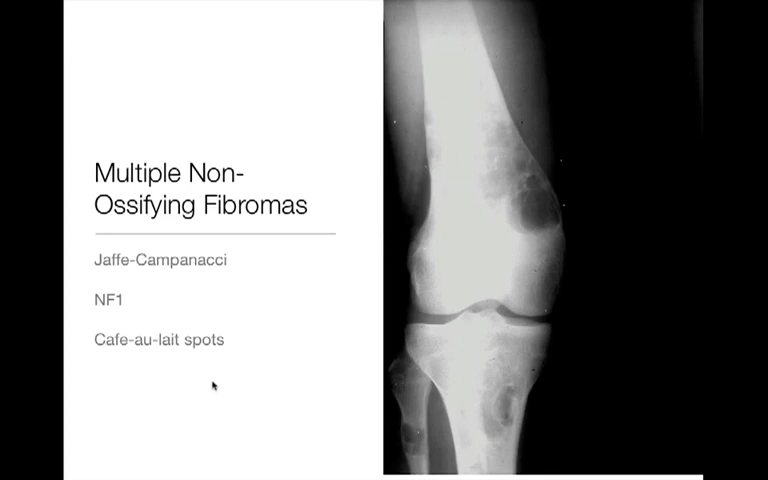 Multiple Non-
Ossifying Fibromas
Jaffe-Campanacci
NF1
Cafe-au-lait spots